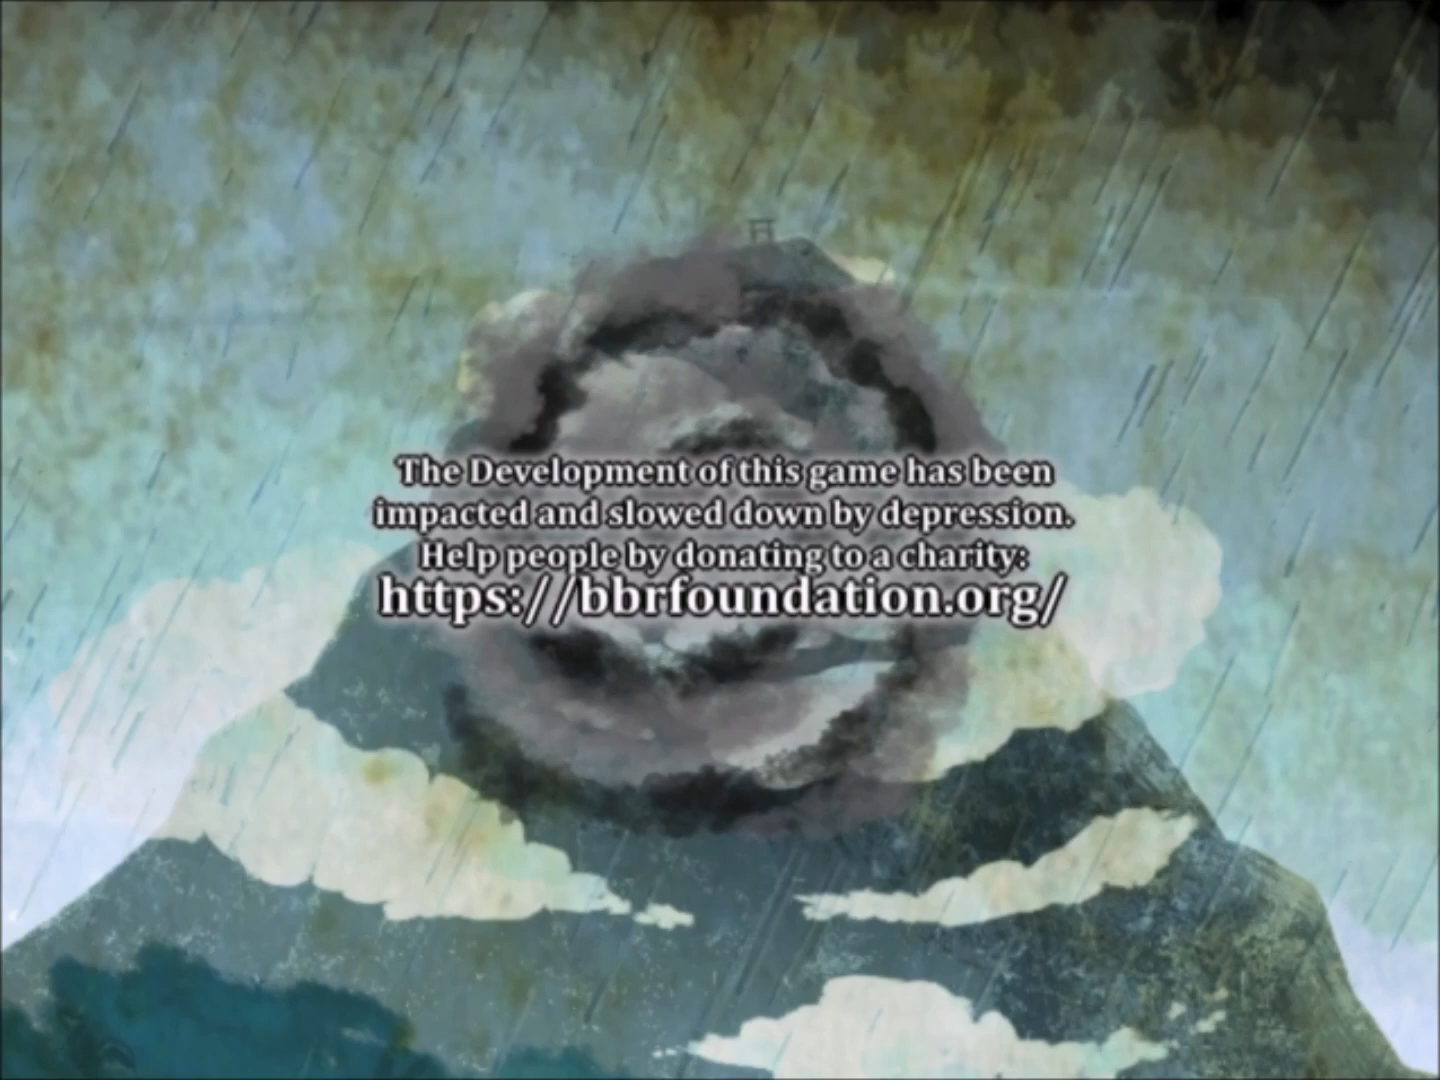 The Development of this game has been
impacted and slowed down by depression.
Help people by donating to a charity:
https://bbrfoundation.org/